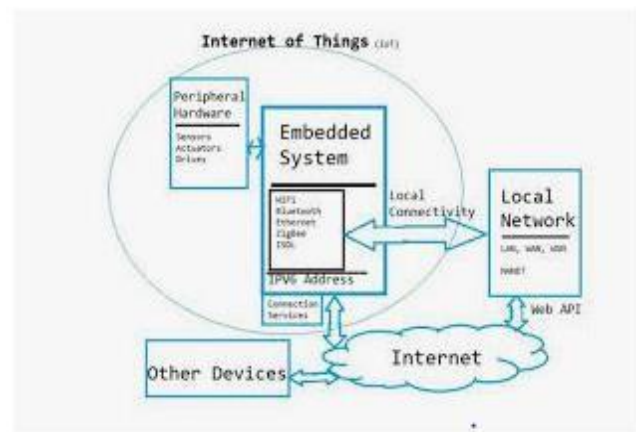 Internet of Things (IoT)
Peripheral
Hardware
Sensors
Actuators
Drives
Embedded
System
WiFi
Bluetooth
Ethernet
ZigBee
Local
Connectivity
IPV6 Address
Connection
Services
Local
Network
LAN, WAN,
MANET
Web API
Internet
Other Devices